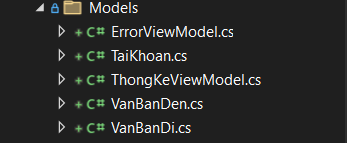 Models
C# ErrorViewModel.cs
C# TaiKhoan.cs
C# ThongKeViewModel.cs
C# VanBanDen.cs
C# VanBanDi.cs